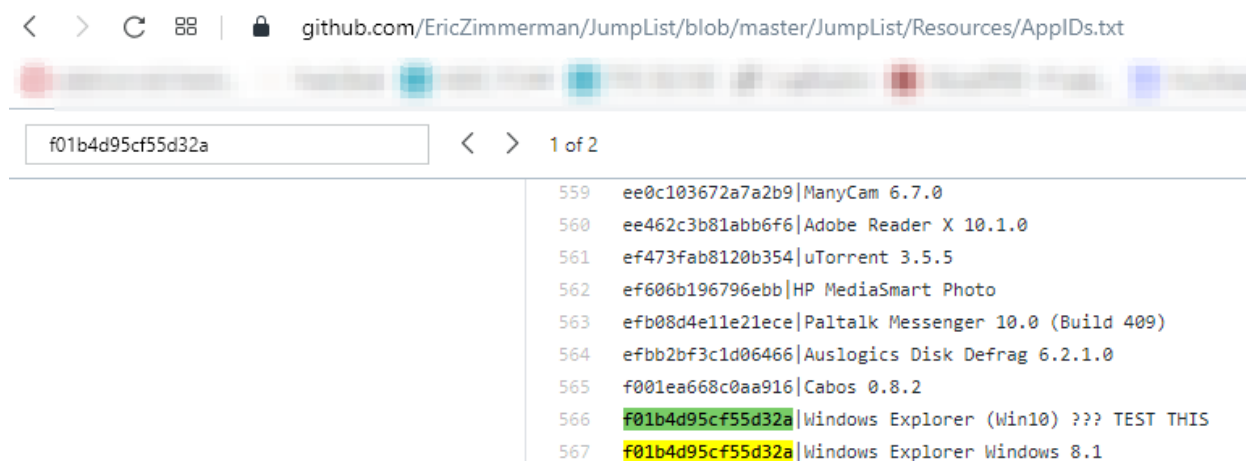 github.com/EricZimmerman/JumpList/blob/master/JumpList/Resources/AppIDs.txt
f01b4d95cf55d32a 1 of 2
559 ee0c103672a7a2b9|ManyCam 6.7.0
560 ee462c3b81abb6f6|Adobe Reader X 10.1.0
561 ef473fab8120b354|uTorrent 3.5.5
562 ef606b196796ebb|HP MediaSmart Photo
563 efb08d4e11e21ece|Paltalk Messenger 10.0 (Build 409)
564 efbb2bf3c1d06466|Auslogics Disk Defrag 6.2.1.0
565 f001ea668c0aa916|Cabos 0.8.2
566 f01b4d95cf55d32a|Windows Explorer (Win10) ??? TEST THIS
567 f01b4d95cf55d32a|Windows Explorer Windows 8.1